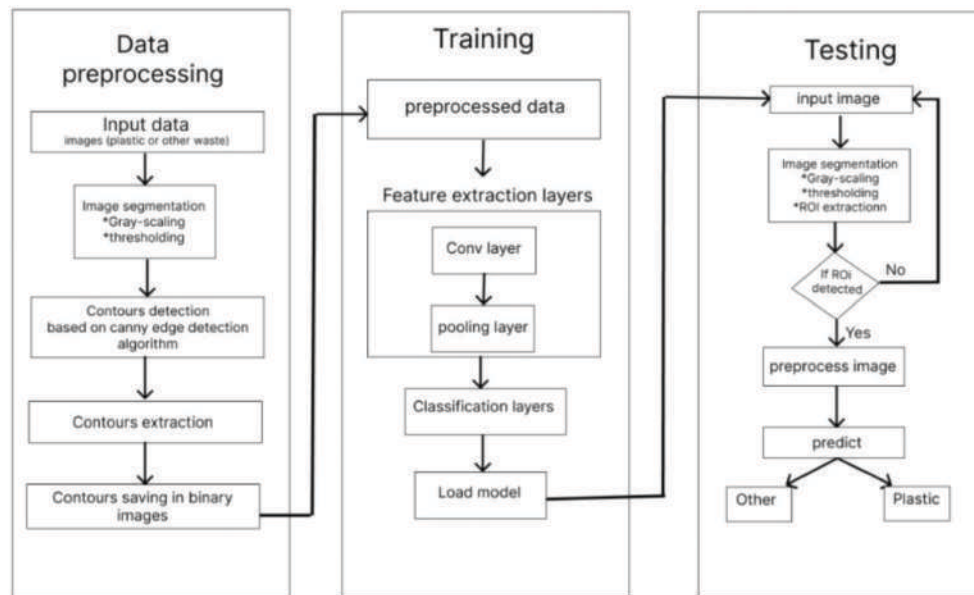 Data
preprocessing
Input data
images (plastic or other waste)
Image segmentation
*Gray-scaling
*thresholding
Contours detection
based on canny edge detection
algorithm
Contours extraction
Contours saving in binary
images
Training
preprocessed data
Feature extraction layers
Conv layer
pooling layer
Classification layers
Load model
Testing
input image
Image segmentation
*Gray-scaling
*thresholding
*ROI extractionn
If ROi
detected
No
Yes
preprocess image
predict
Other
Plastic